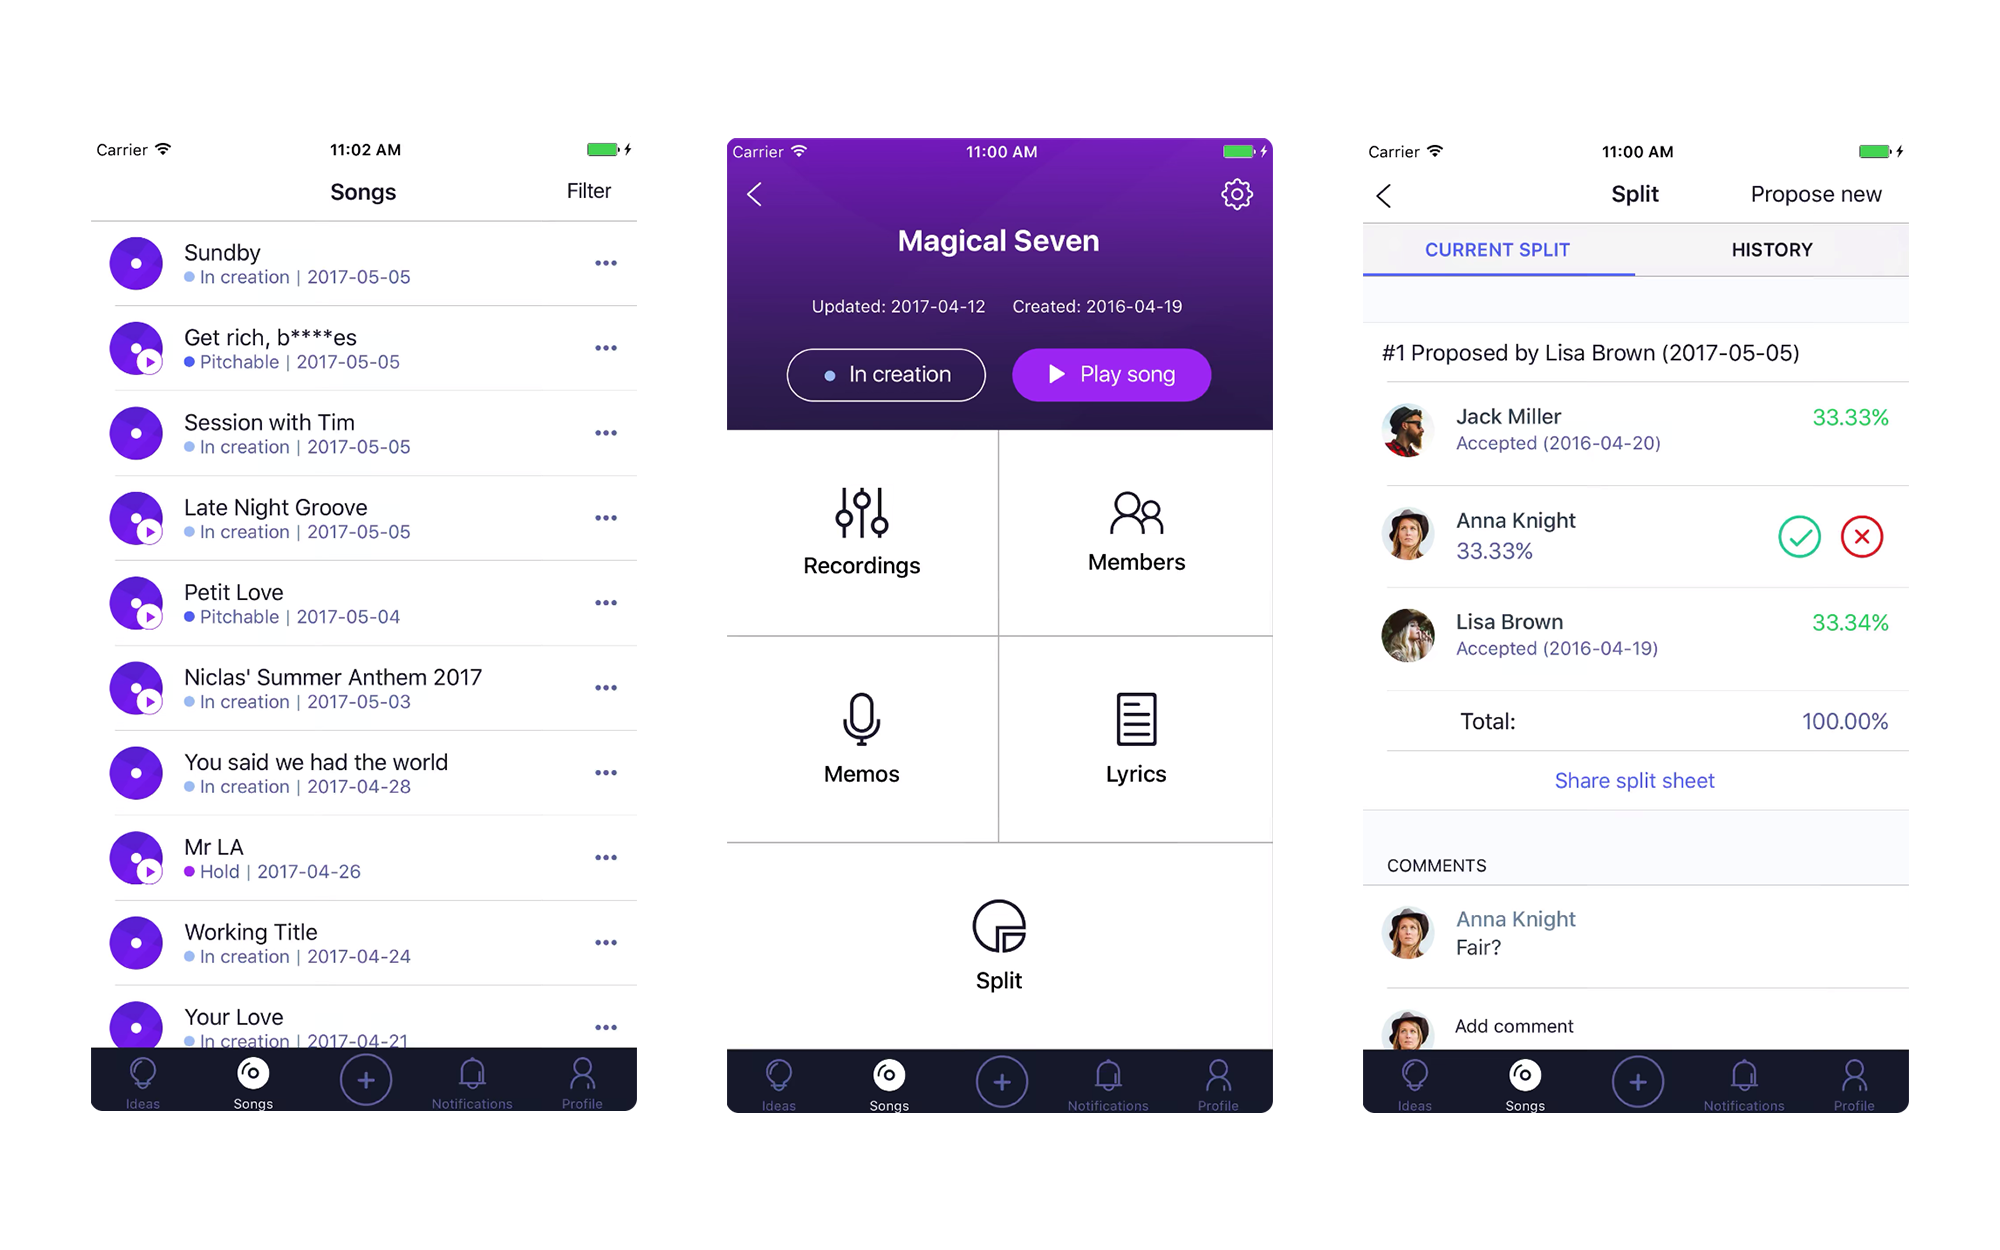 Carrier 11:02 AM
Songs Filter
Sundby
In creation | 2017-05-05
Get rich, b****es
Pitchable | 2017-05-05
Session with Tim
In creation | 2017-05-05
Late Night Groove
In creation | 2017-05-05
Petit Love
Pitchable | 2017-05-04
Niclas' Summer Anthem 2017
In creation | 2017-05-03
You said we had the world
In creation | 2017-04-28
Mr LA
Hold | 2017-04-26
Working Title
In creation | 2017-04-24
Your Love
In creation | 2017-04-21
Ideas Songs Notifications Profile
Carrier 11:00 AM
Magical Seven
Updated: 2017-04-12 Created: 2016-04-19
In creation Play song
Recordings Members
Memos Lyrics
Split
Ideas Songs Notifications Profile
Carrier 11:00 AM
Split Propose new
CURRENT SPLIT HISTORY
#1 Proposed by Lisa Brown (2017-05-05)
Jack Miller 33.33%
Accepted (2016-04-20)
Anna Knight
33.33%
Lisa Brown 33.34%
Accepted (2016-04-19)
Total: 100.00%
Share split sheet
COMMENTS
Anna Knight
Fair?
Add comment
Ideas Songs Notifications Profile